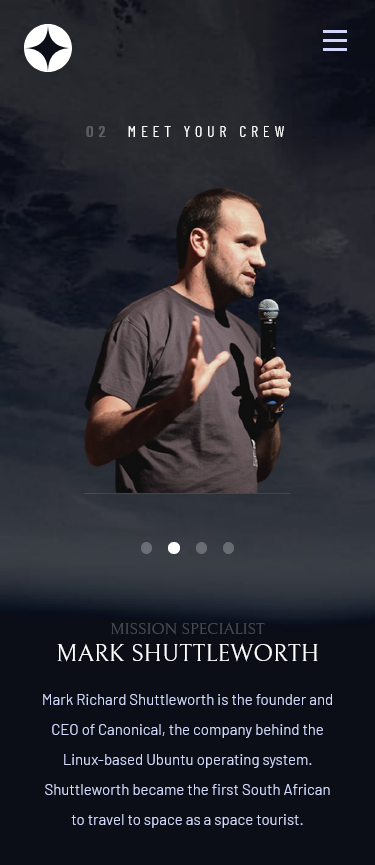 02 MEET YOUR CREW
MISSION SPECIALIST
MARK SHUTTLEWORTH
Mark Richard Shuttleworth is the founder and
CEO of Canonical, the company behind the
Linux-based Ubuntu operating system.
Shuttleworth became the first South African
to travel to space as a space tourist.